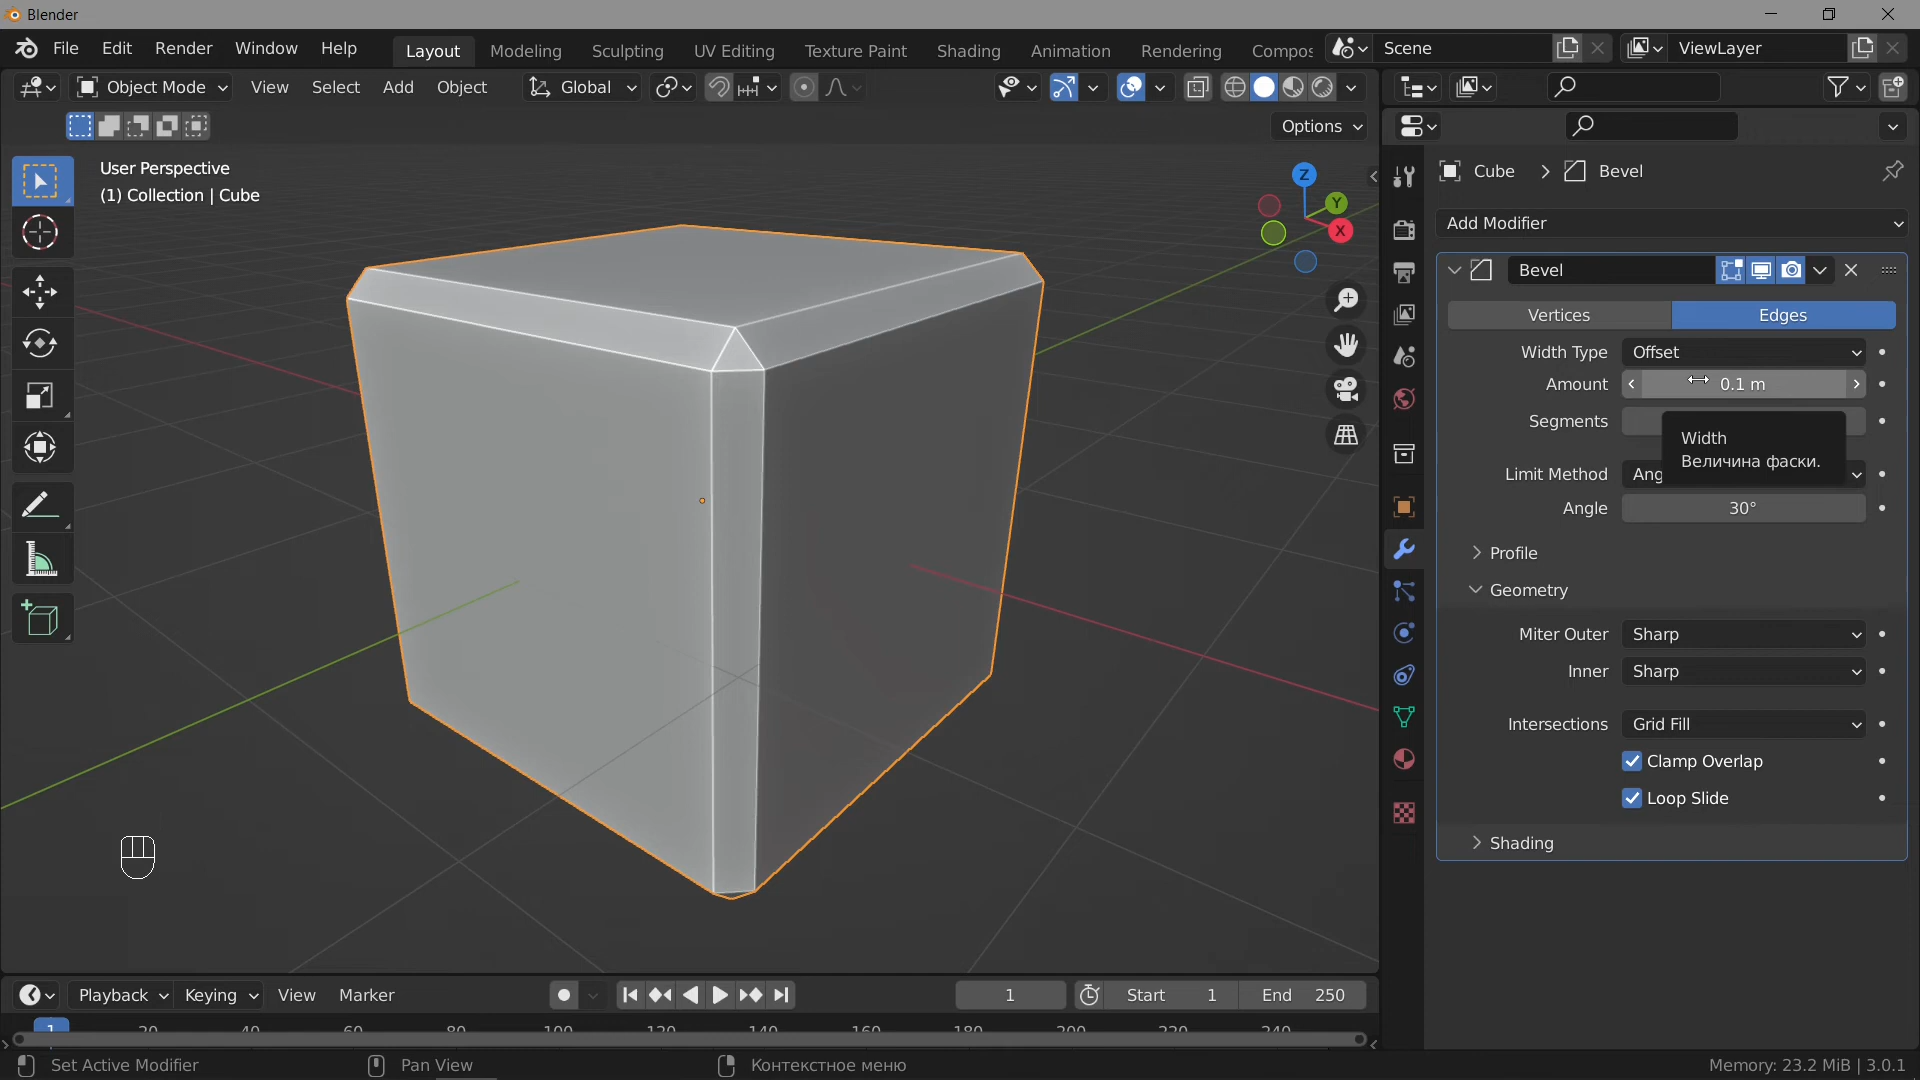 Blender
File Edit Render Window Help Layout Modeling Sculpting UV Editing Texture Paint Shading Animation Rendering Compos Scene ViewLayer
Object Mode View Select Add Object Global
Options
User Perspective
(1) Collection | Cube
Z
Y
X
Cube Bevel
Add Modifier
Bevel
Vertices Edges
Width Type Offset
Amount 0.1 m
Segments
Width
Величина фаски.
Limit Method Ang
Angle 30°
Profile
Geometry
Miter Outer Sharp
Inner Sharp
Intersections Grid Fill
Clamp Overlap
Loop Slide
Shading
Playback Keying View Marker 1 Start 1 End 250
1 20 40 60 80 100 120 140 160 180 200 220 240
Set Active Modifier Pan View Контекстное меню Memory: 23.2 MiB | 3.0.1